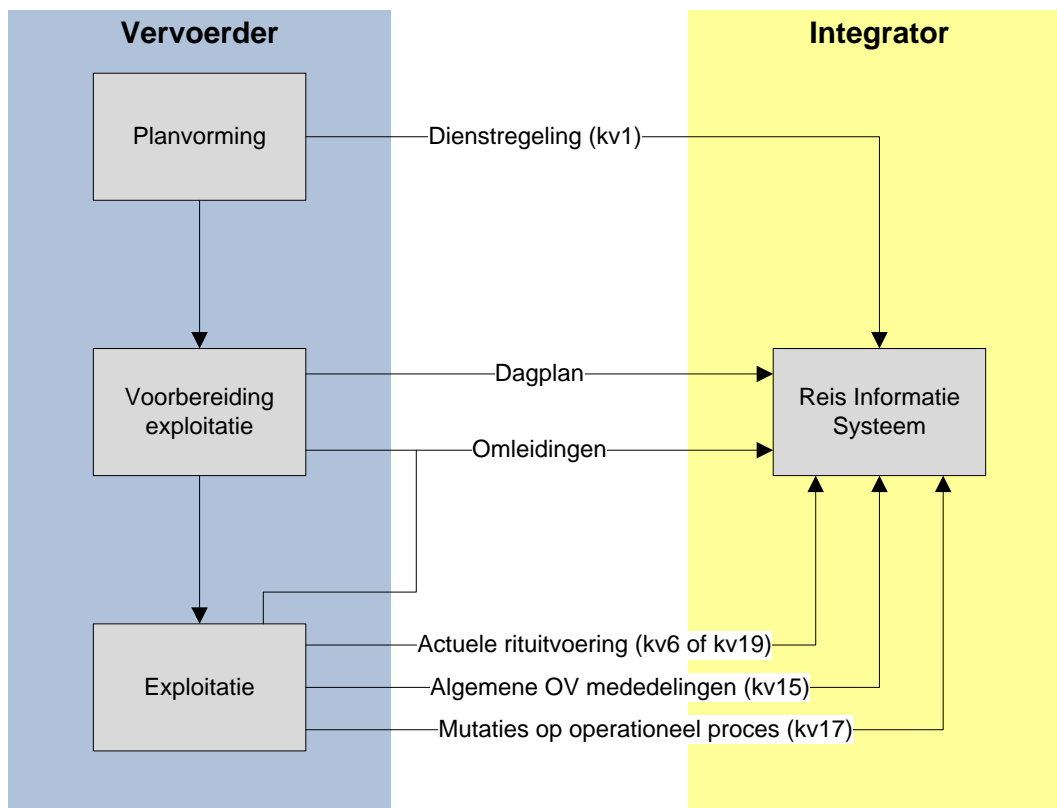 Vervoerder
Integrator
Planvorming
Dienstregeling (kv1)
Voorbereiding
exploitatie
Dagplan
Omleidingen
Reis Informatie
Systeem
Exploitatie
Actuele rituitvoering (kv6 of kv19)
Algemene OV mededelingen (kv15)
Mutaties op operationeel proces (kv17)